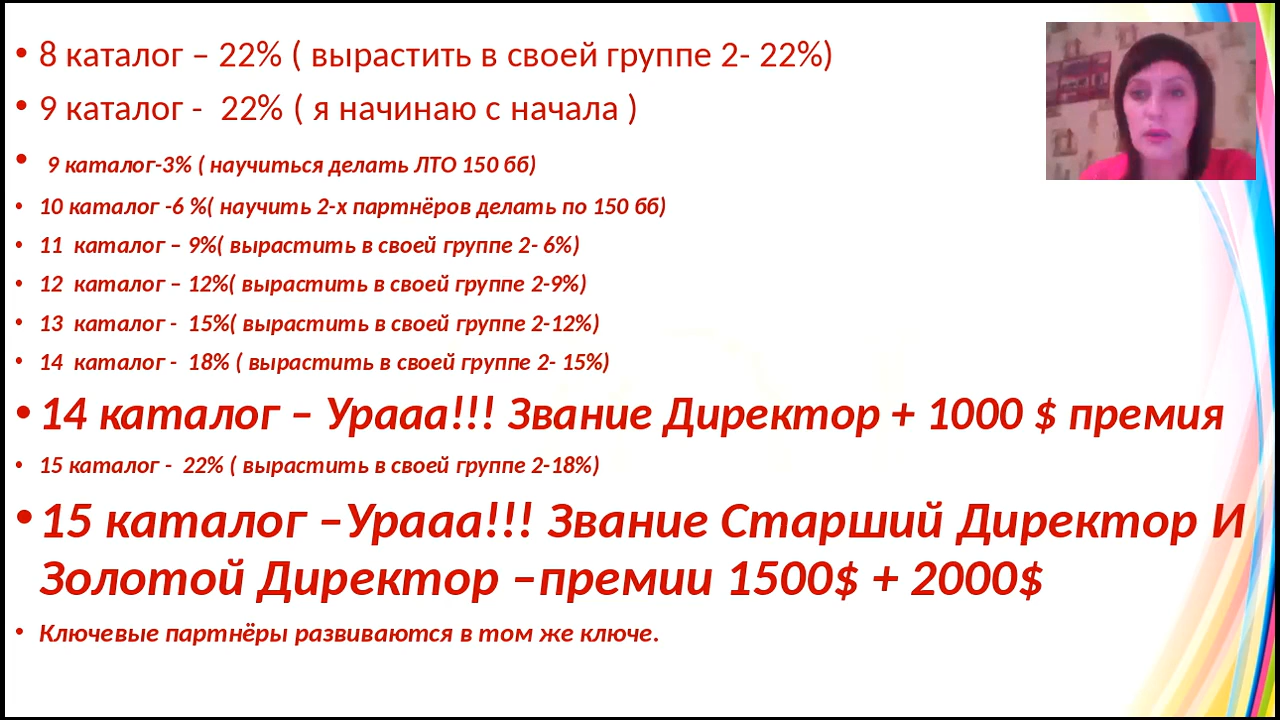 • 8 каталог – 22% ( вырастить в своей группе 2- 22%)
• 9 каталог - 22% ( я начинаю с начала )
• 9 каталог-3% ( научиться делать ЛТО 150 бб)
• 10 каталог -6 %( научить 2-х партнёров делать по 150 бб)
• 11 каталог – 9%( вырастить в своей группе 2- 6%)
• 12 каталог – 12%( вырастить в своей группе 2-9%)
• 13 каталог - 15%( вырастить в своей группе 2-12%)
• 14 каталог - 18% ( вырастить в своей группе 2- 15%)
• 14 каталог – Урааа!!! Звание Директор + 1000 $ премия
• 15 каталог - 22% ( вырастить в своей группе 2-18%)
• 15 каталог –Урааа!!! Звание Старший Директор И
Золотой Директор –премии 1500$ + 2000$
• Ключевые партнёры развиваются в том же ключе.